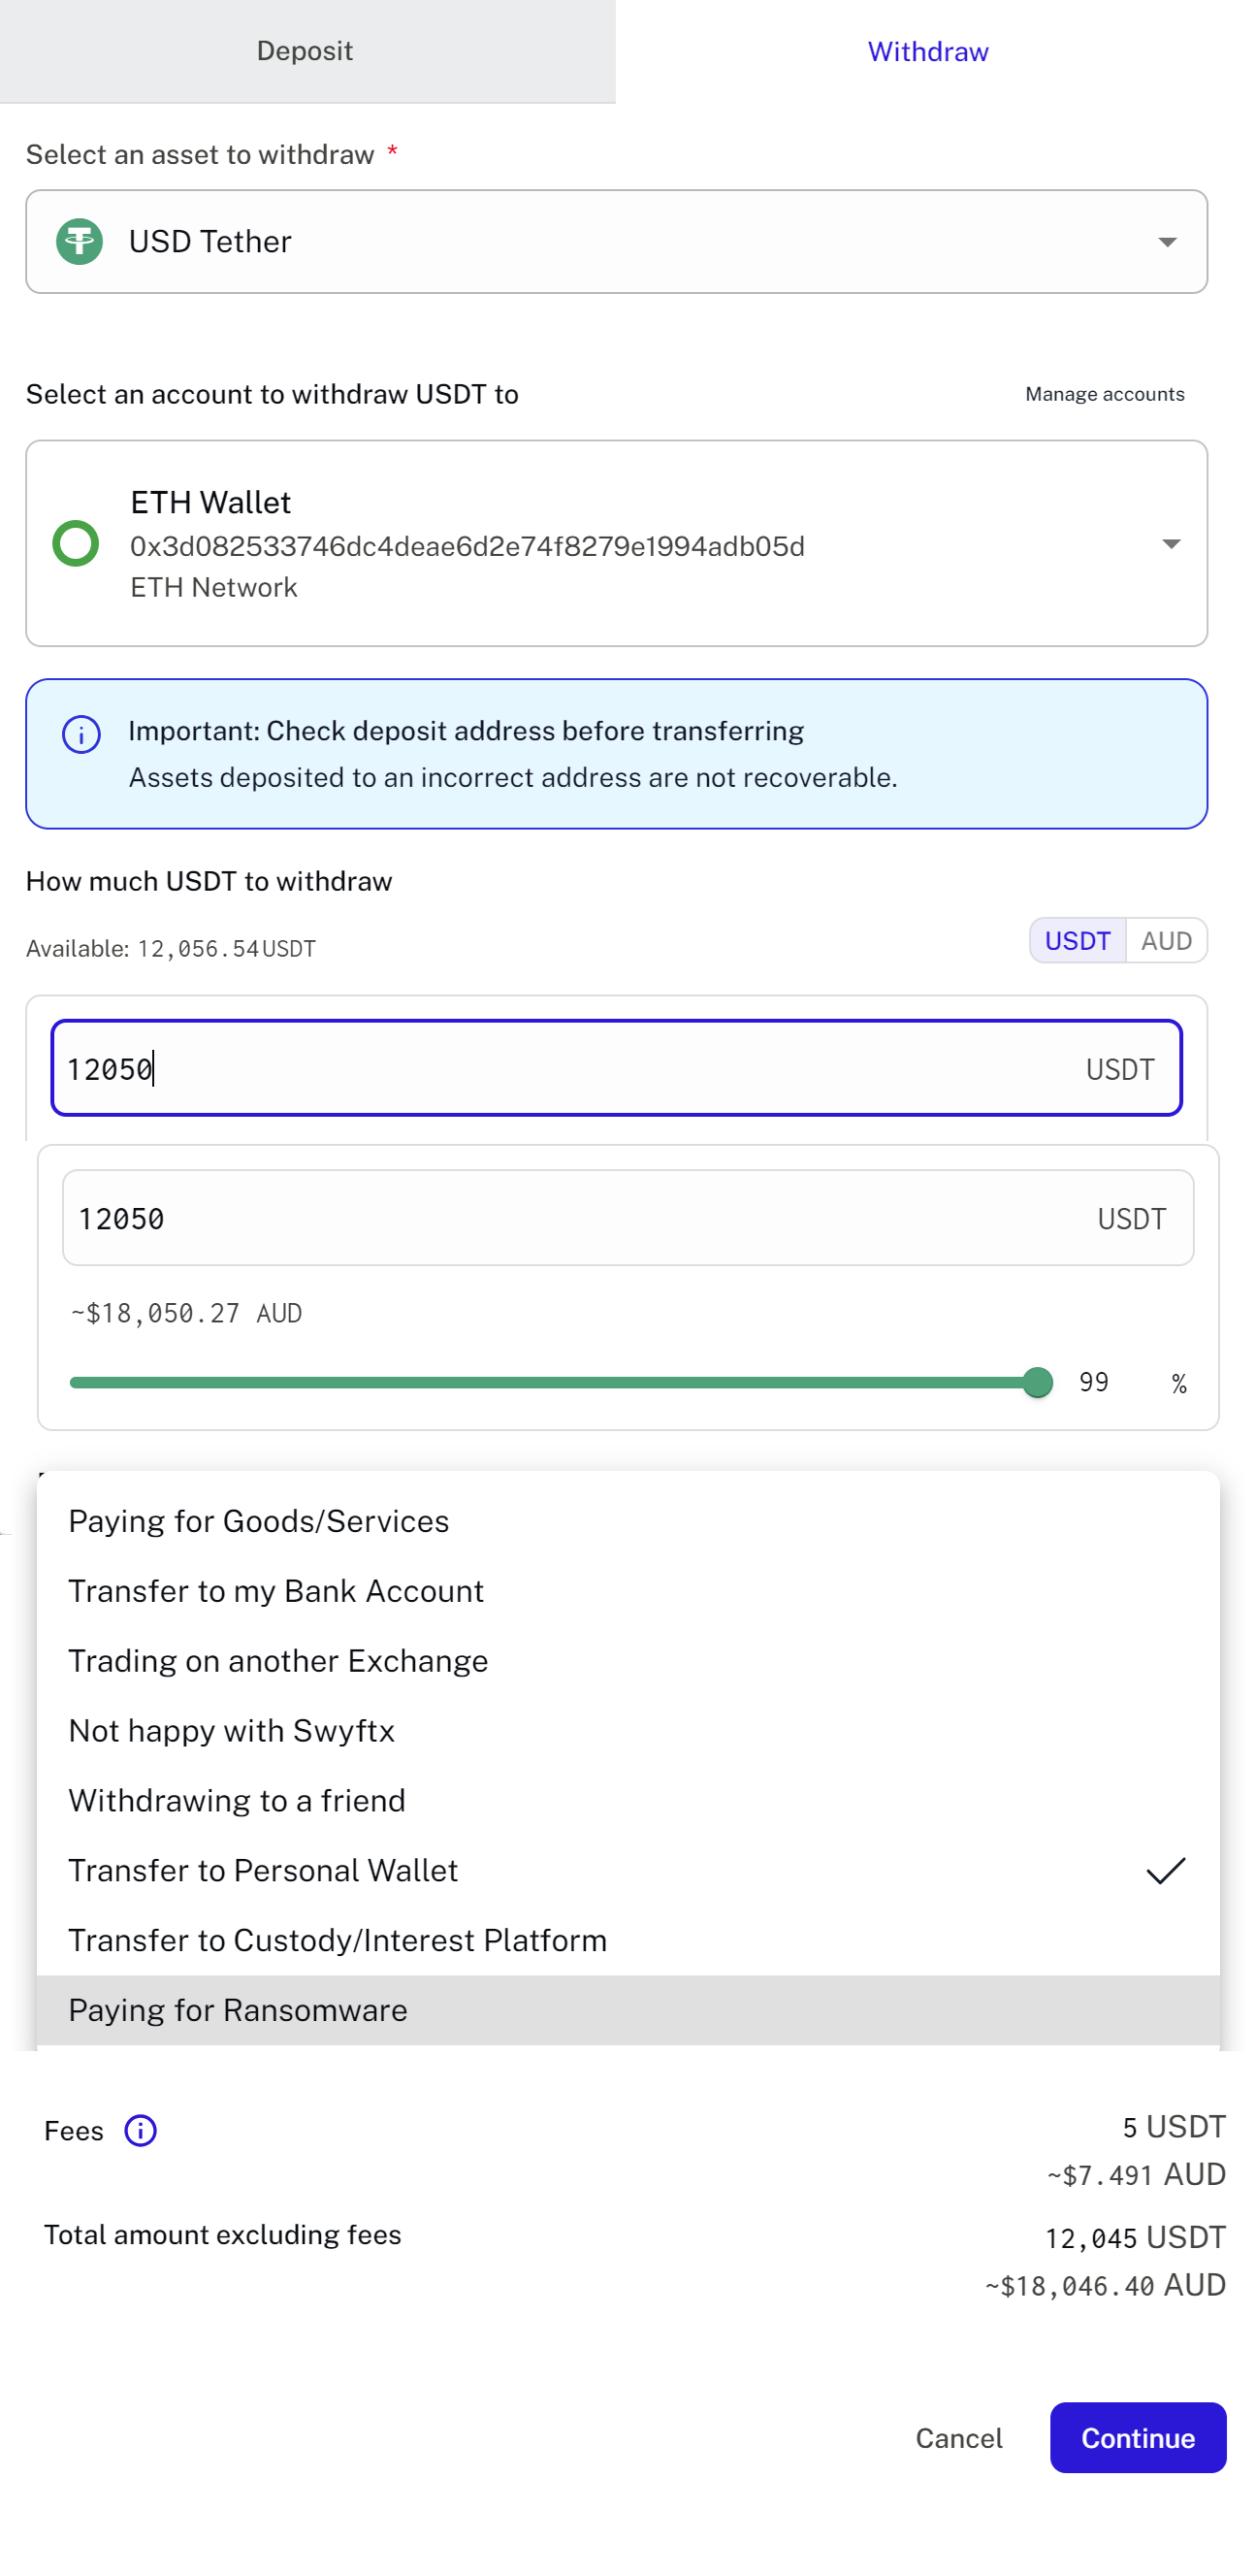 Deposit
Withdraw
Select an asset to withdraw *
USD Tether
Select an account to withdraw USDT to
Manage accounts
ETH Wallet
0x3d082533746dc4deae6d2e74f8279e1994adb05d
ETH Network
Important: Check deposit address before transferring
Assets deposited to an incorrect address are not recoverable.
How much USDT to withdraw
Available: 12,056.54USDT
USDT AUD
12050 USDT
12050 USDT
~$18,050.27 AUD
99 %
Paying for Goods/Services
Transfer to my Bank Account
Trading on another Exchange
Not happy with Swyftx
Withdrawing to a friend
Transfer to Personal Wallet
Transfer to Custody/Interest Platform
Paying for Ransomware
Fees 5 USDT
~$7.491 AUD
Total amount excluding fees 12,045 USDT
~$18,046.40 AUD
Cancel
Continue